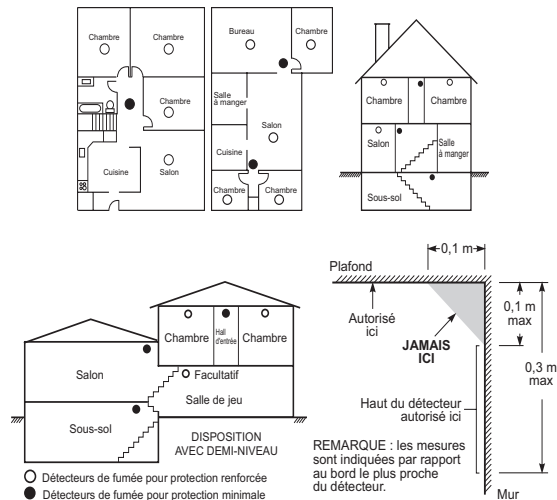 Chambre
Chambre
Chambre
Cuisine
Salon
Bureau
Chambre
Salle
à manger
Salon
Cuisine
Chambre
Chambre
Chambre
Chambre
Salon
Salle
à manger
Sous-sol
Chambre
Hall
d'entrée
Chambre
Salon
Facultatif
Salle de jeu
Sous-sol
DISPOSITION
AVEC DEMI-NIVEAU
Détecteurs de fumée pour protection renforcée
Détecteurs de fumée pour protection minimale
0,1 m
Plafond
Autorisé
ici
JAMAIS
ICI
0,1 m
max
0,3 m
max
Haut du détecteur
autorisé ici
REMARQUE : les mesures
sont indiquées par rapport
au bord le plus proche
du détecteur.
Mur